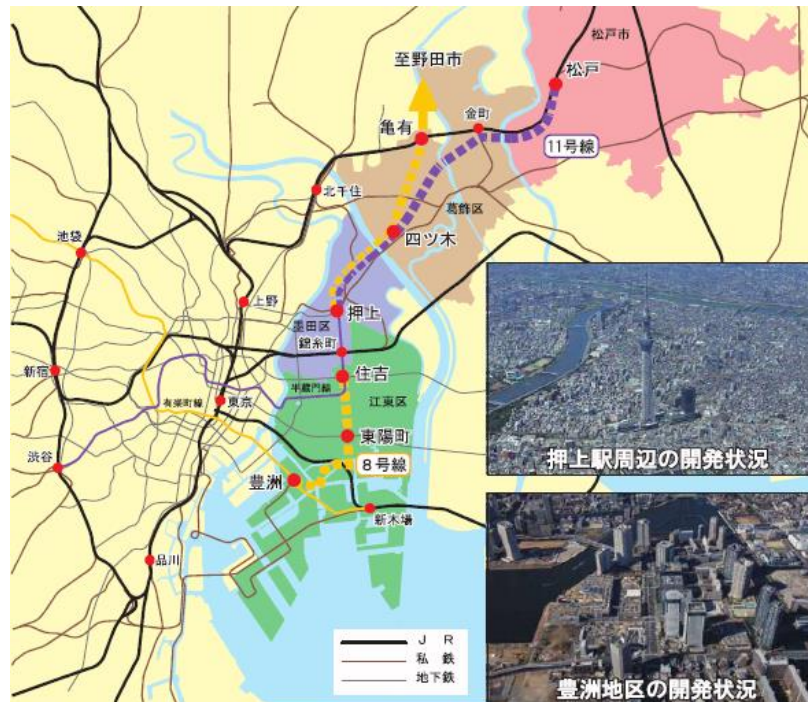 松戸市
至野田市
松戸
金町
亀有
11号線
北千住
葛飾区
四ツ木
池袋
上野
押上
墨田区
錦糸町
新宿
住吉
半蔵門線
東京
江東区
有楽町線
東陽町
渋谷
8号線
豊洲
新木場
品川
押上駅周辺の開発状況
豊洲地区の開発状況
JR
私鉄
地下鉄